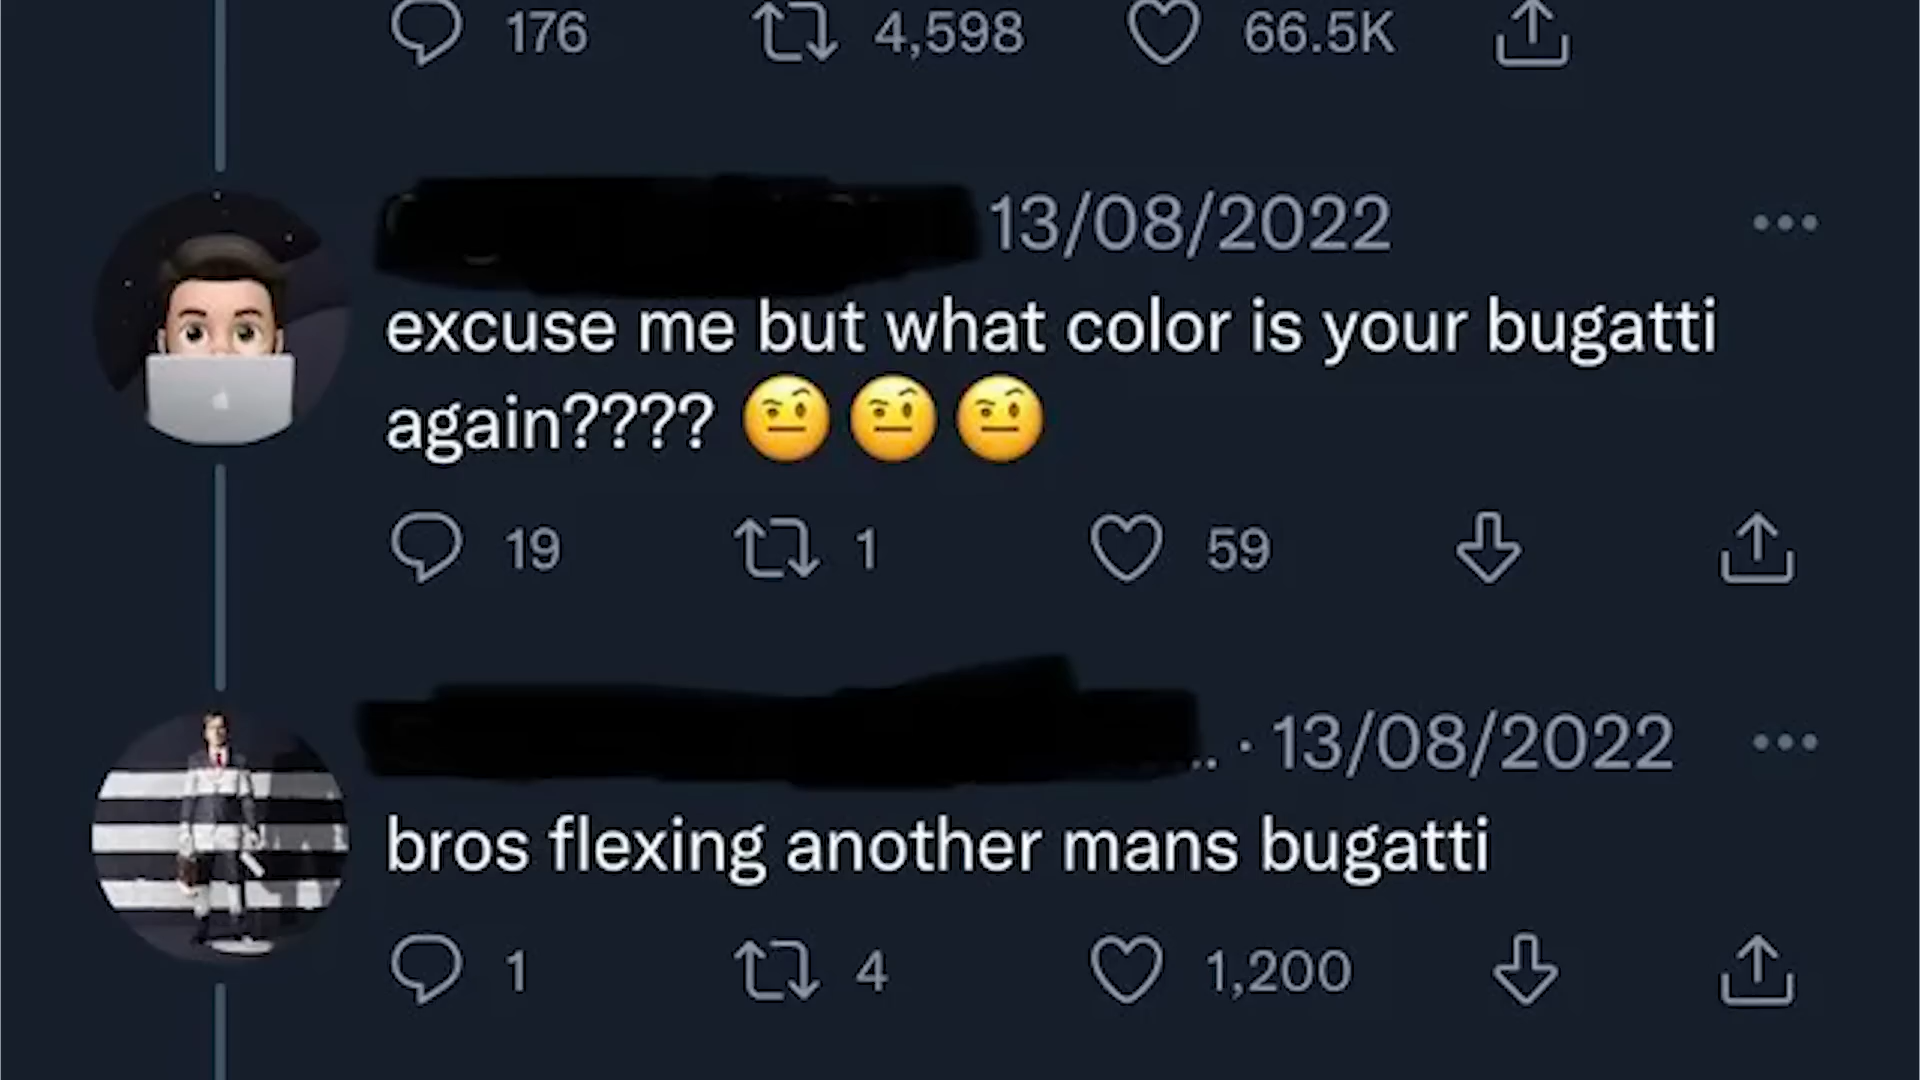 176 4,598 66.5K
13/08/2022
excuse me but what color is your bugatti
again???? 🤨🤨🤨
19 1 59
.. · 13/08/2022
bros flexing another mans bugatti
1 4 1,200